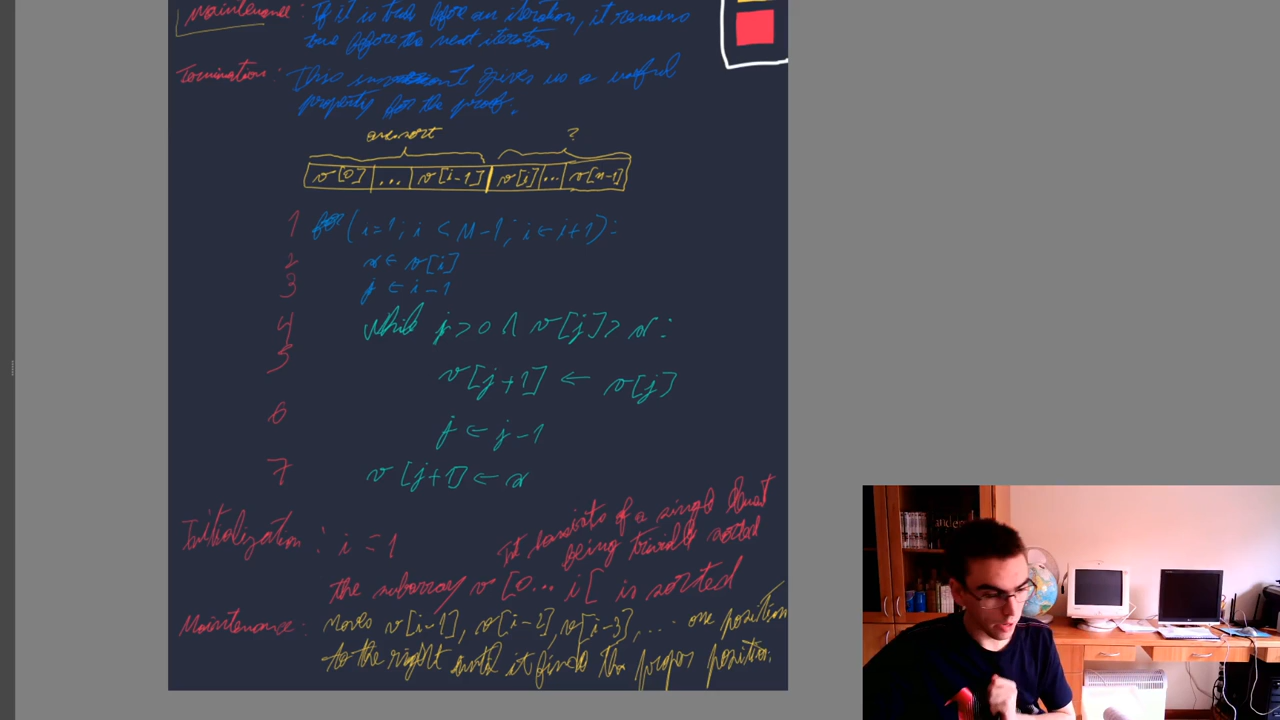 Maintenance: If it is true before an iteration, it remains
true before the next iteration
Termination: This gives us a useful
property for the proof.
?
v[0] ... v[i-1] v[i] ... v[n-1]
1 for (i=1; i < n-1; i ← i+1):
2 x ← v[i]
3 j ← i-1
4 while j > 0 ∧ v[j] > x:
5
v[j+1] ← v[j]
6
j ← j-1
7 v[j+1] ← x
It consists of a single
being trivially sorted
Initialization: i = 1
the subarray v[0... i[ is sorted
Maintenance: moves v[i-1], v[i-2], v[i-3], ... one position
to the right until it finds the proper position.